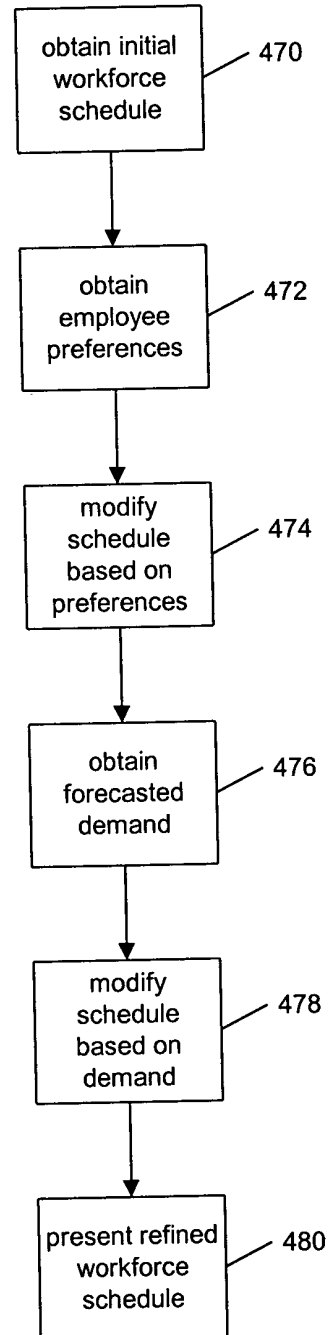 obtain initial
workforce
schedule
470
obtain
employee
preferences
472
modify
schedule
based on
preferences
474
obtain
forecasted
demand
476
modify
schedule
based on
demand
478
present refined
workforce
schedule
480